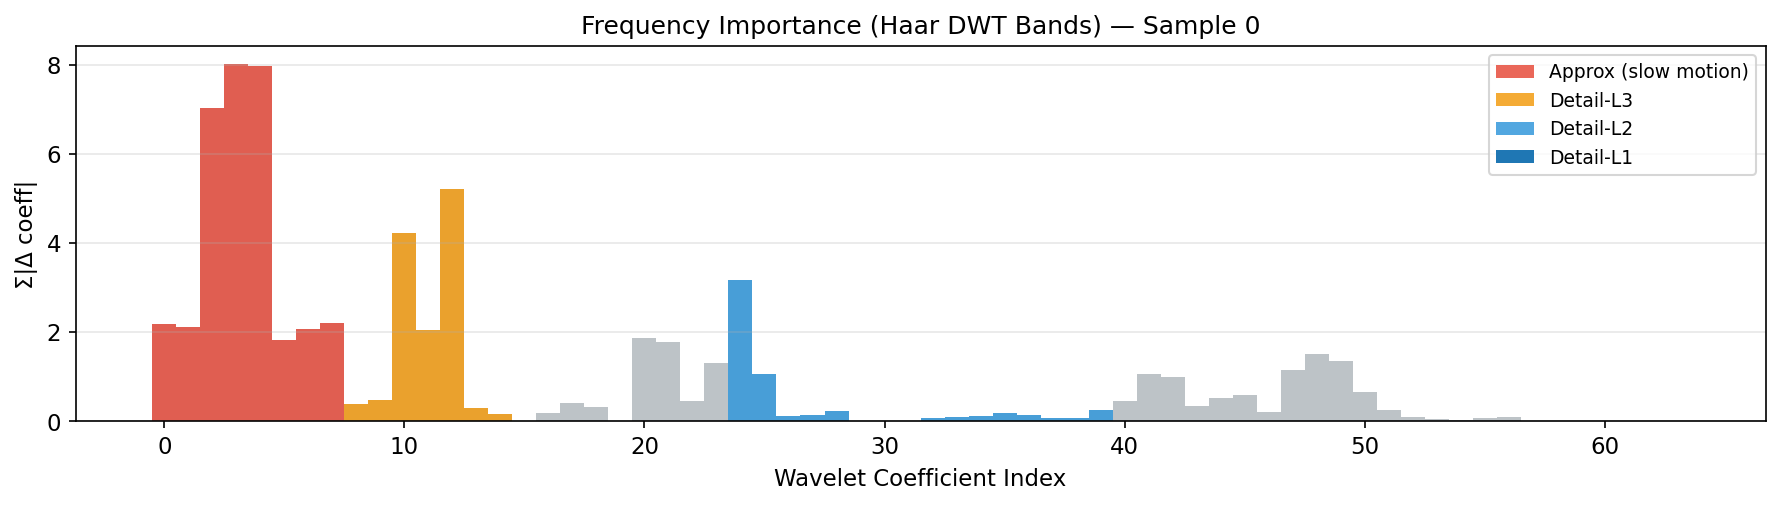 Frequency Importance (Haar DWT Bands) — Sample 0
Approx (slow motion)
Detail-L3
Detail-L2
Detail-L1
Σ|Δ coeff|
8
6
4
2
0
0 10 20 30 40 50 60
Wavelet Coefficient Index